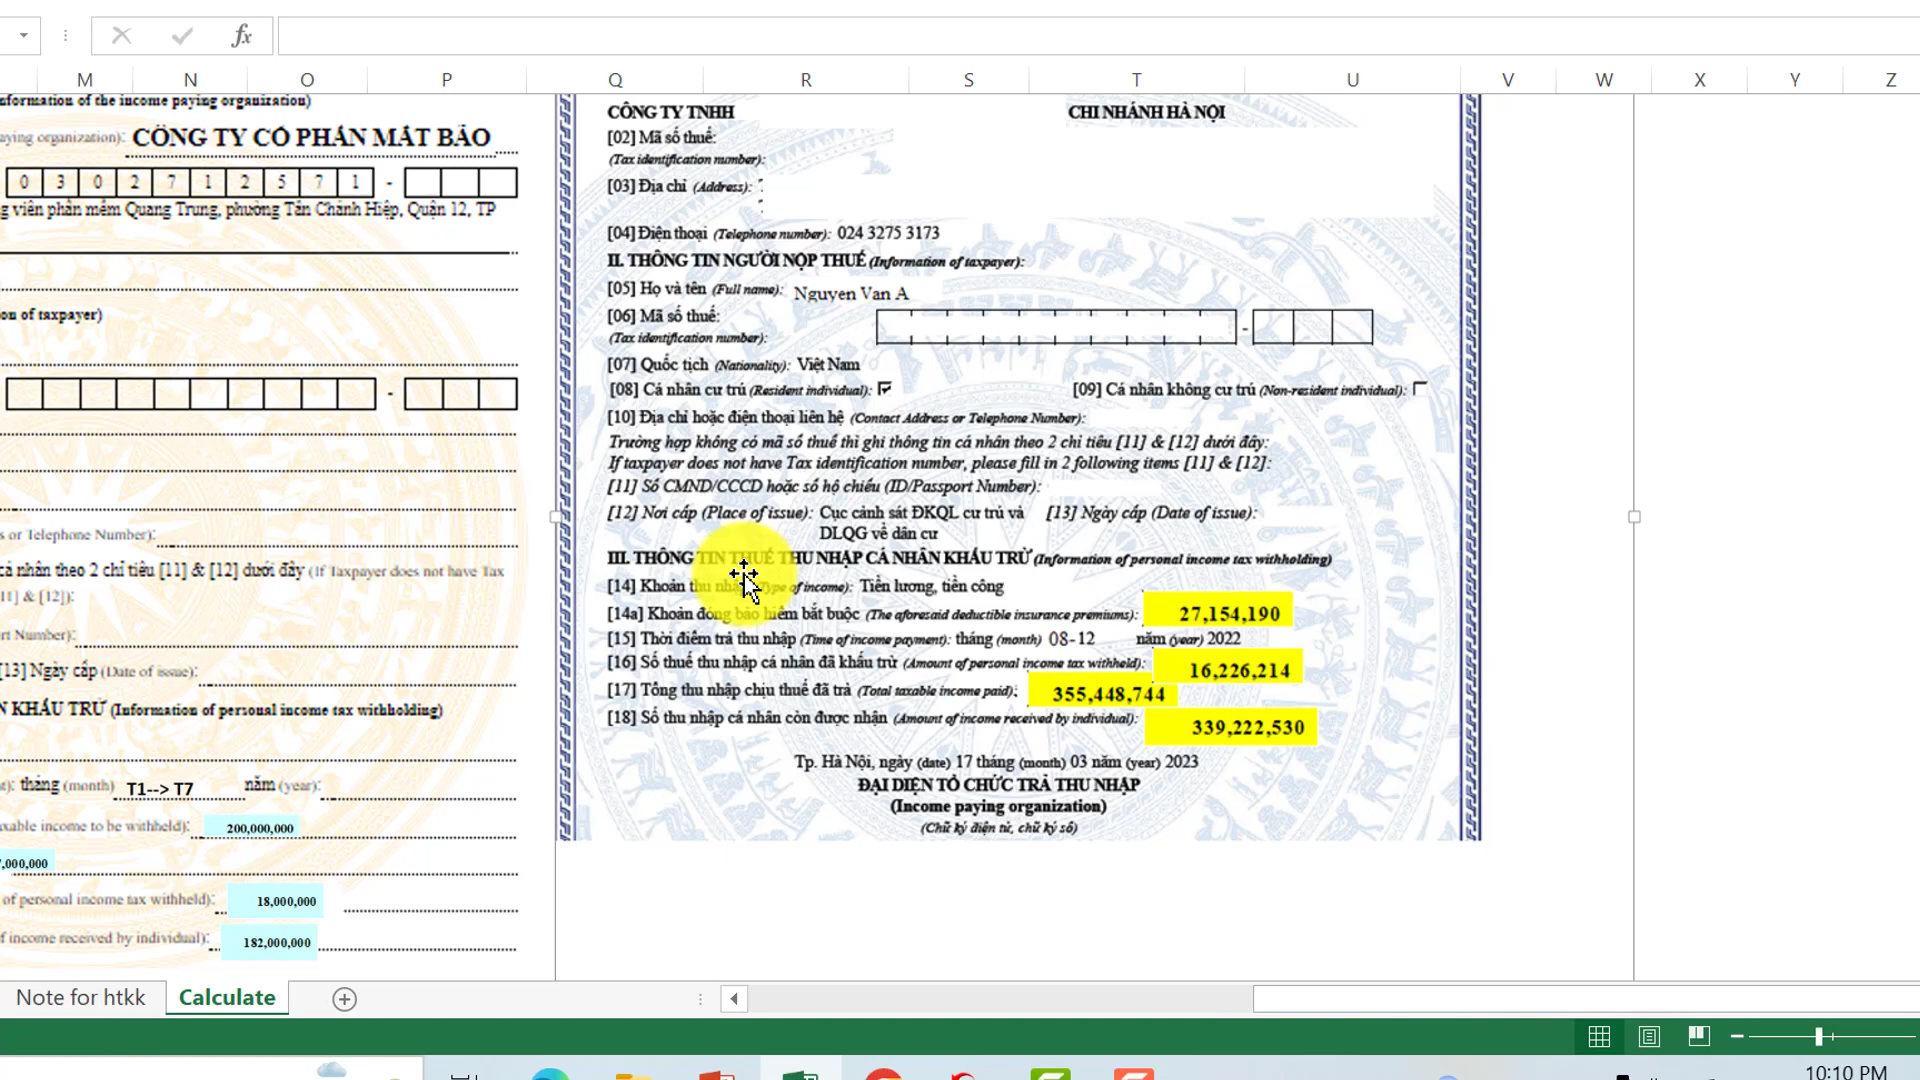 fx
M N O P Q R S T U V W X Y Z
nformation of the income paying organization)
aying organization): CÔNG TY CỔ PHẦN MẮT BÃO
0 3 0 2 7 1 2 5 7 1 -
g viên phần mềm Quang Trung, phường Tân Chánh Hiệp, Quận 12, TP
on of taxpayer)
-
s or Telephone Number):
cá nhân theo 2 chỉ tiêu [11] & [12] dưới đây (If Taxpayer does not have Tax
11] & [12]):
ort Number):
[13] Ngày cấp (Date of issue):
N KHẤU TRỪ (Information of personal income tax withholding)
t): tháng (month) T1--> T7 năm (year):
axable income to be withheld): 200,000,000
7,000,000
of personal income tax withheld): 18,000,000
f income received by individual): 182,000,000
CÔNG TY TNHH CHI NHÁNH HÀ NỘI
[02] Mã số thuế:
(Tax identification number):
[03] Địa chỉ (Address):
[04] Điện thoại (Telephone number): 024 3275 3173
II. THÔNG TIN NGƯỜI NỘP THUẾ (Information of taxpayer):
[05] Họ và tên (Full name): Nguyen Van A
[06] Mã số thuế:
(Tax identification number):
-
[07] Quốc tịch (Nationality): Việt Nam
[08] Cá nhân cư trú (Resident individual): [09] Cá nhân không cư trú (Non-resident individual):
[10] Địa chỉ hoặc điện thoại liên hệ (Contact Address or Telephone Number):
Trường hợp không có mã số thuế thì ghi thông tin cá nhân theo 2 chỉ tiêu [11] & [12] dưới đây:
If taxpayer does not have Tax identification number, please fill in 2 following items [11] & [12]:
[11] Số CMND/CCCD hoặc số hộ chiếu (ID/Passport Number):
[12] Nơi cấp (Place of issue): Cục cảnh sát ĐKQL cư trú và [13] Ngày cấp (Date of issue):
DLQG về dân cư
III. THÔNG TIN THUẾ THU NHẬP CÁ NHÂN KHẤU TRỪ (Information of personal income tax withholding)
[14] Khoản thu nhập (Type of income): Tiền lương, tiền công
[14a] Khoản đóng bảo hiểm bắt buộc (The aforesaid deductible insurance premiums): 27,154,190
[15] Thời điểm trả thu nhập (Time of income payment): tháng (month) 08-12 năm (year) 2022
[16] Số thuế thu nhập cá nhân đã khấu trừ (Amount of personal income tax withheld): 16,226,214
[17] Tổng thu nhập chịu thuế đã trả (Total taxable income paid): 355,448,744
[18] Số thu nhập cá nhân còn được nhận (Amount of income received by individual): 339,222,530
Tp. Hà Nội, ngày (date) 17 tháng (month) 03 năm (year) 2023
ĐẠI DIỆN TỔ CHỨC TRẢ THU NHẬP
(Income paying organization)
(Chữ ký điện tử, chữ ký số)
Note for htkk Calculate
10:10 PM